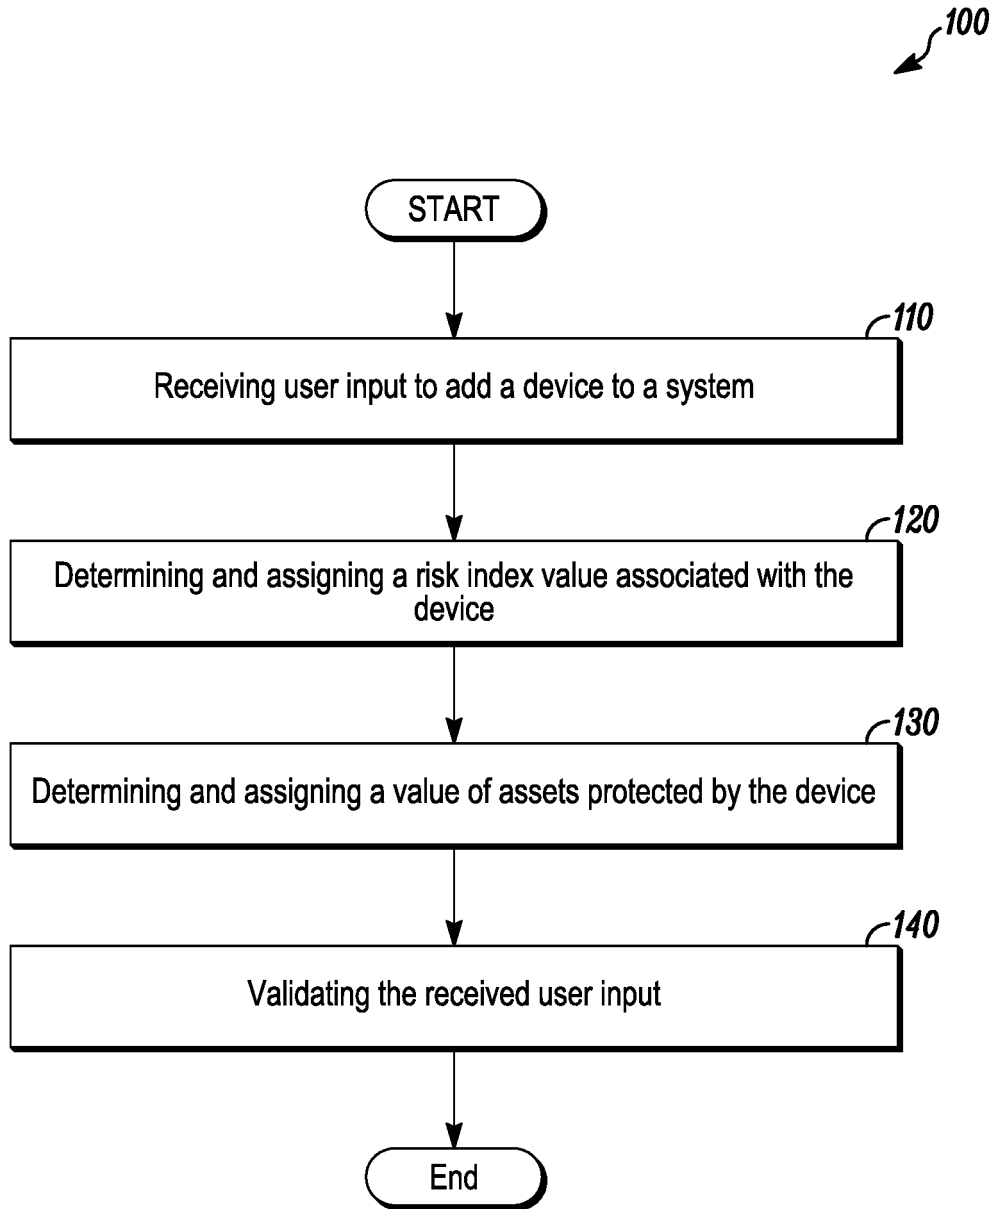 100
START
110
Receiving user input to add a device to a system
120
Determining and assigning a risk index value associated with the
device
130
Determining and assigning a value of assets protected by the device
140
Validating the received user input
End